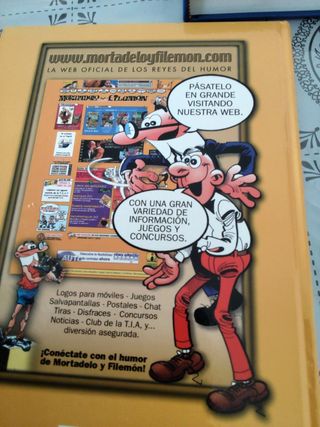 www.mortadeloyfilemon.com
LA WEB OFICIAL DE LOS REYES DEL HUMOR
MORTADELO Y FILEMÓN
PÁSATELO
EN GRANDE
VISITANDO
NUESTRA WEB.
CON UNA GRAN
VARIEDAD DE
INFORMACIÓN,
JUEGOS Y
CONCURSOS.
Logos para móviles - Juegos
Salvapantallas - Postales - Chat
Tiras - Disfraces - Concursos
Noticias - Club de la T.I.A, y...
diversión asegurada.
¡Conéctate con el humor
de Mortadelo y Filemón!